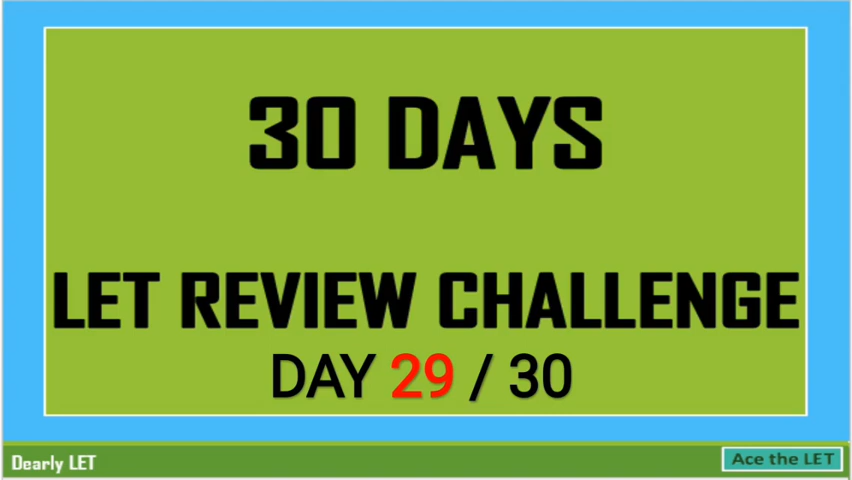 30 DAYS
LET REVIEW CHALLENGE
DAY 29 / 30
Dearly LET
Ace the LET